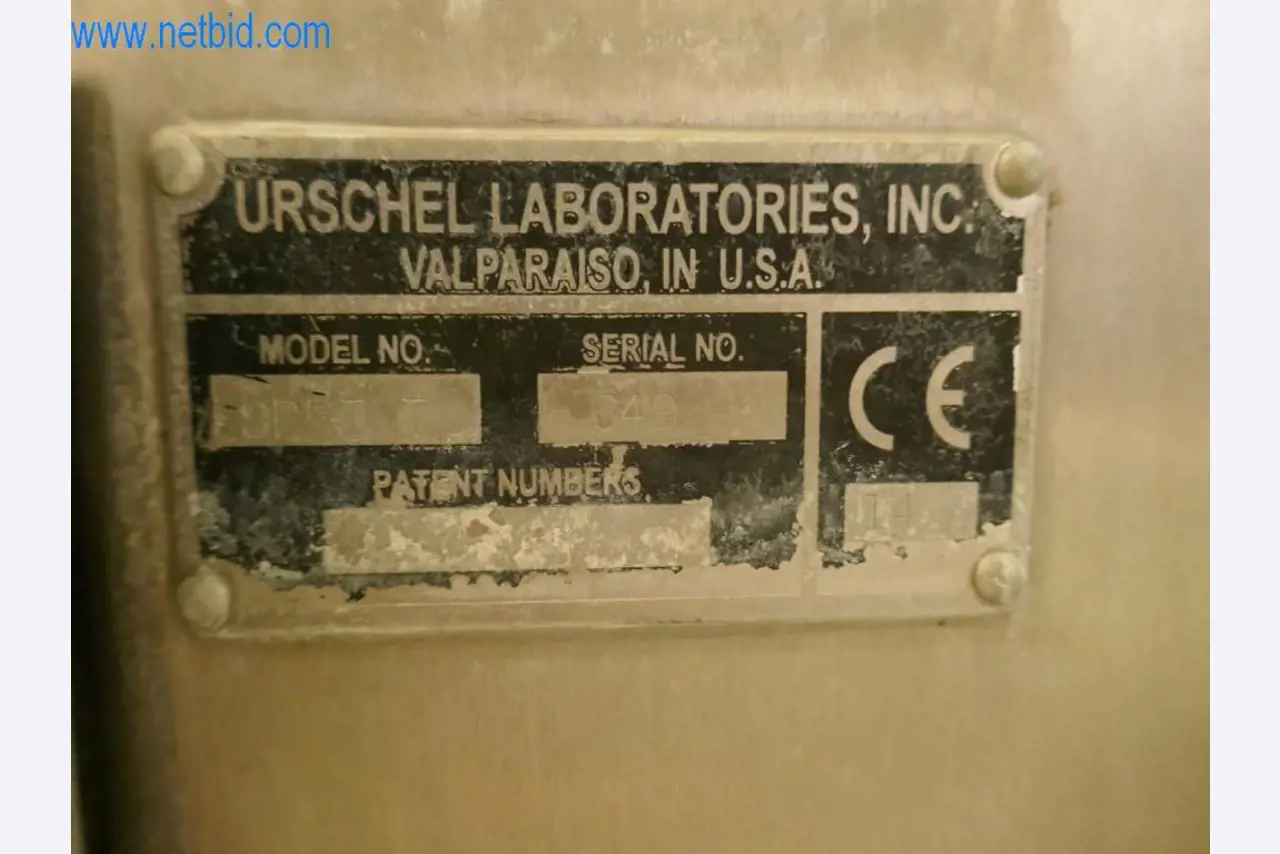 www.netbid.com
URSCHEL LABORATORIES, INC.
VALPARAISO, IN U.S.A.
MODEL NO. SERIAL NO.
PATENT NUMBERS
CE